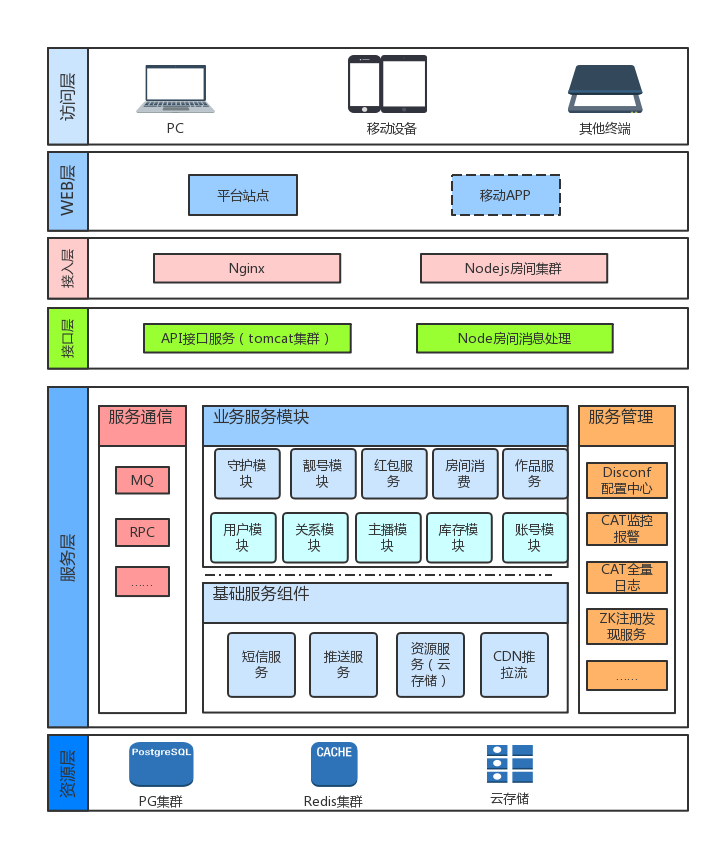 访问层
PC
移动设备
其他终端
WEB层
平台站点
移动APP
接入层
Nginx
Nodejs房间集群
接口层
API接口服务（tomcat集群）
Node房间消息处理
服务层
服务通信
MQ
RPC
……
业务服务模块
守护模
块
靓号模
块
红包服
务
房间消
费
作品服
务
用户模
块
关系模
块
主播模
块
库存模
块
账号模
块
基础服务组件
短信服
务
推送服
务
资源服
务（云
存储）
CDN推
拉流
服务管理
Disconf
配置中心
CAT监控
报警
CAT全量
日志
ZK注册发
现服务
……
资源层
PostgreSQL
PG集群
CACHE
Redis集群
云存储